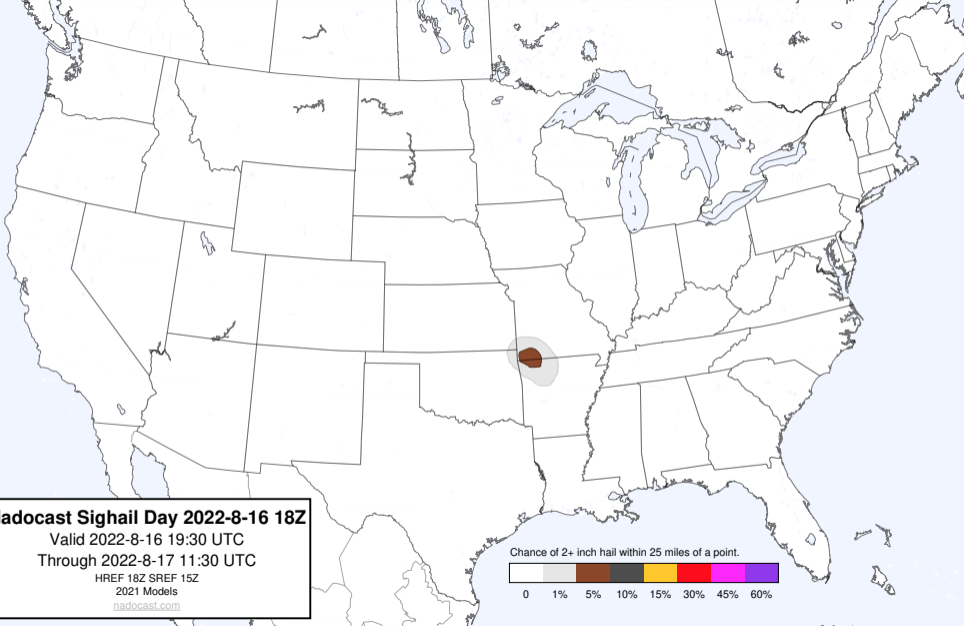 adocast Sighail Day 2022-8-16 18Z
Valid 2022-8-16 19:30 UTC
Through 2022-8-17 11:30 UTC
HREF 18Z SREF 15Z
2021 Models
nadocast.com
Chance of 2+ inch hail within 25 miles of a point.
0 1% 5% 10% 15% 30% 45% 60%